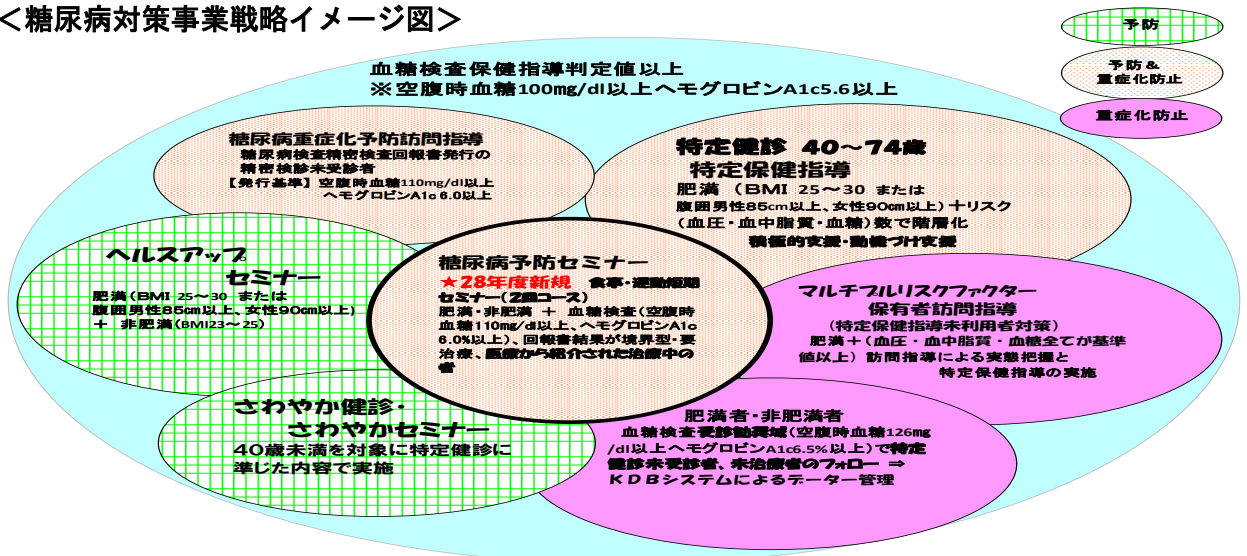 ＜糖尿病対策事業戦略イメージ図＞
予防
予防＆
重症化防止
重症化防止
血糖検査保健指導判定値以上
※空腹時血糖100mg/dl以上ヘモグロビンA1c5.6以上
糖尿病重症化予防訪問指導
糖尿病検査精密検査回報書発行の
精密検診未受診者
【発行基準】空腹時血糖110mg/dl以上
ヘモグロビンA1c 6.0以上
特定健診 40～74歳
特定保健指導
肥満（BMI 25～30 または
腹囲男性85cm以上、女性90cm以上）＋リスク
（血圧・血中脂質・血糖）数で階層化
積極的支援・動機づけ支援
ヘルスアップ
セミナー
肥満（BMI 25～30 または
腹囲男性85cm以上、女性90cm以上）
＋ 非肥満（BMI23～25）
糖尿病予防セミナー
★28年度新規 食事・運動短期
セミナー（2回コース）
肥満・非肥満 ＋ 血糖検査（空腹時
血糖110mg/dl以上、ヘモグロビンA1c
6.0%以上）、回報書結果が境界型・要
治療、医療から紹介された治療中の
者
マルチプルリスクファクター
保有者訪問指導
（特定保健指導未利用者対策）
肥満＋（血圧・血中脂質・血糖全てが基準
値以上）訪問指導による実態把握と
特定保健指導の実施
さわやか健診・
さわやかセミナー
40歳未満を対象に特定健診に
準じた内容で実施
肥満者・非肥満者
血糖検査受診勧奨域（空腹時血糖126mg
/dl以上ヘモグロビンA1c6.5%以上）で特定
健診未受診者、未治療者のフォロー ⇒
ＫＤＢシステムによるデーター管理